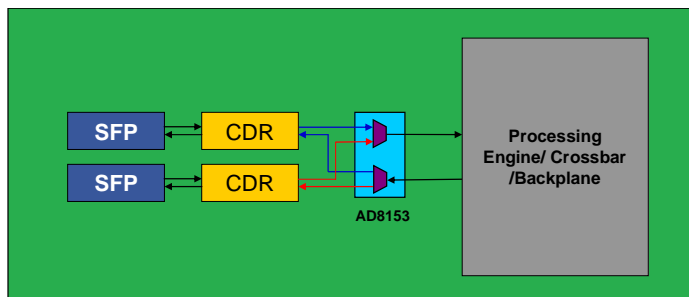 SFP
CDR
SFP
CDR
AD8153
Processing
Engine/ Crossbar
/Backplane